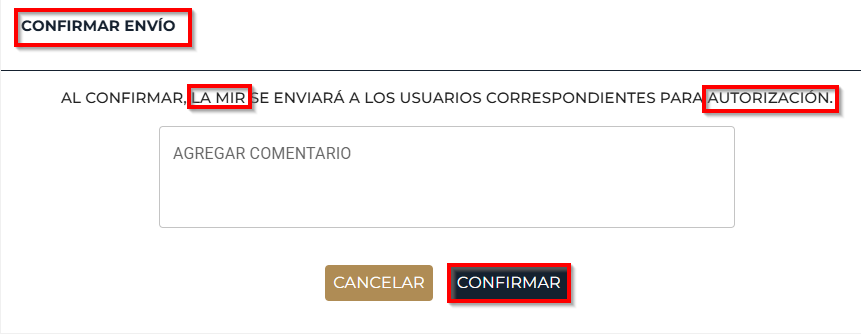 CONFIRMAR ENVÍO
AL CONFIRMAR, LA MIR SE ENVIARÁ A LOS USUARIOS CORRESPONDIENTES PARA AUTORIZACIÓN.
AGREGAR COMENTARIO
CANCELAR CONFIRMAR